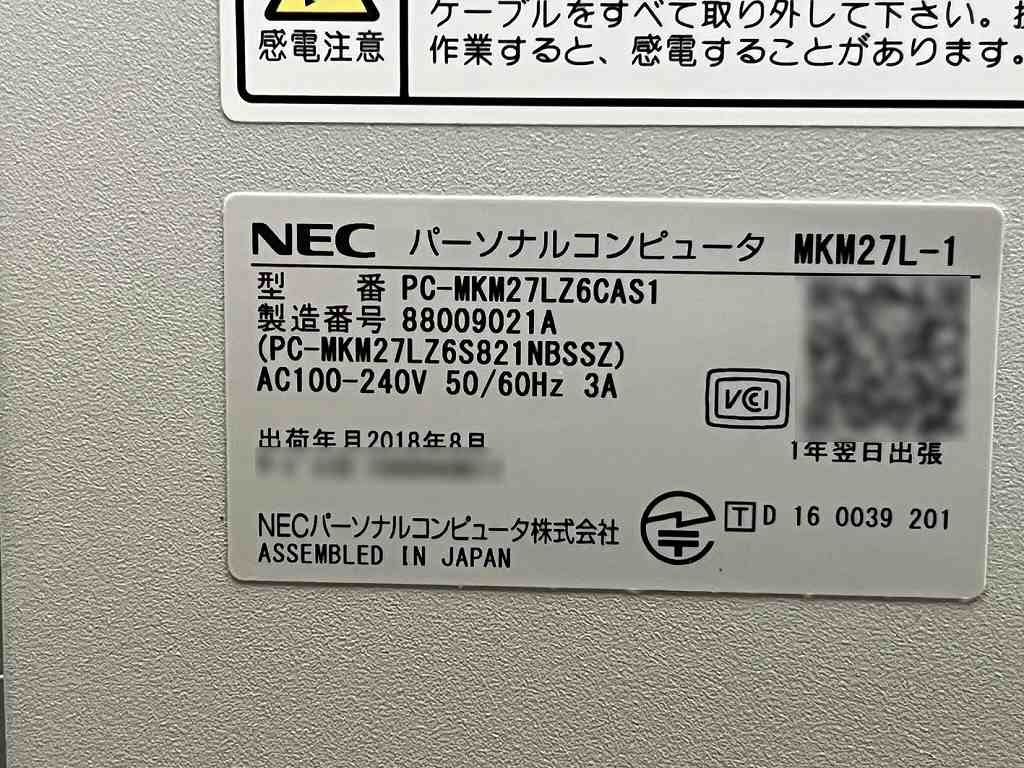 感電注意
ケーブルをすべて取り外して下さい。
作業すると、感電することがあります。
NEC パーソナルコンピュータ MKM27L-1
型 番 PC-MKM27LZ6CAS1
製造番号 88009021A
(PC-MKM27LZ6S821NBSSZ)
AC100-240V 50/60Hz 3A
VCCI
出荷年月2018年8月
1年翌日出張
NECパーソナルコンピュータ株式会社
ASSEMBLED IN JAPAN
T D 16 0039 201